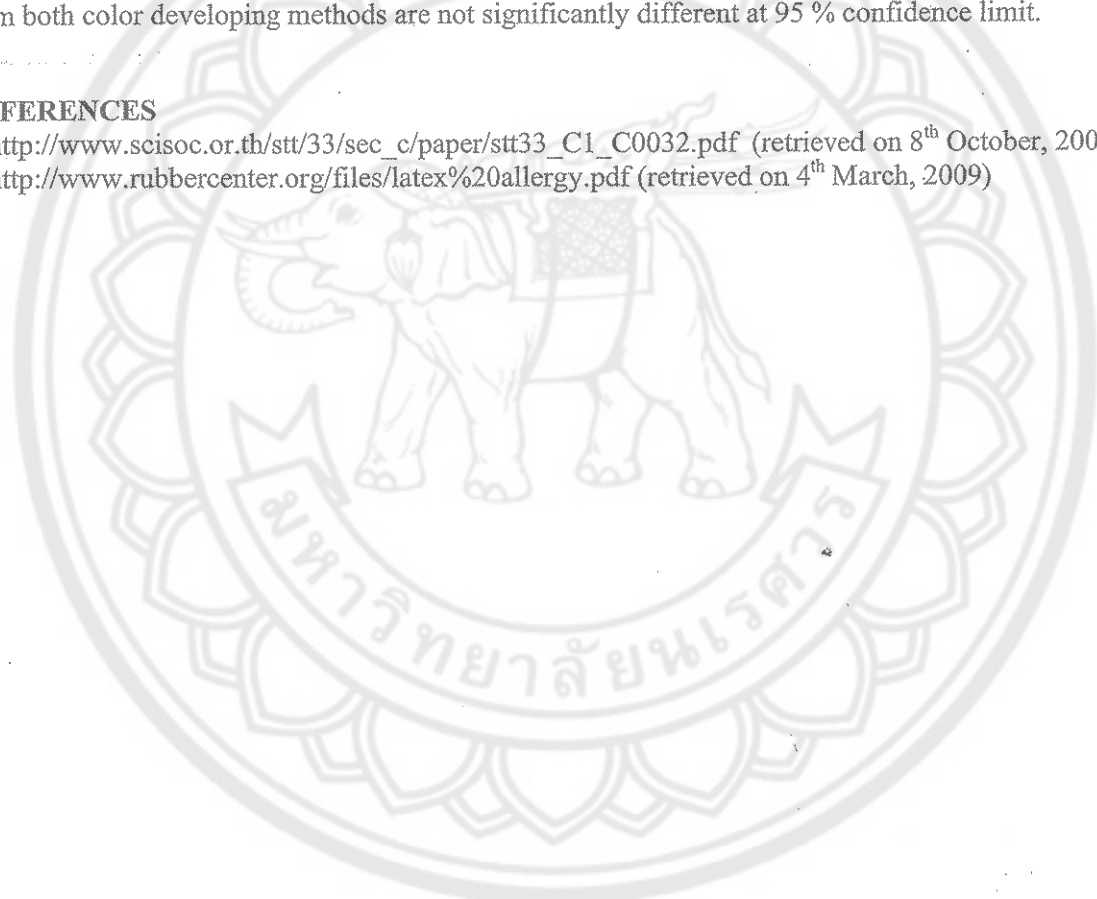 both color developing methods are not significantly different at 95 % confidence limit.
FERENCES
ttp://www.scisoc.or.th/stt/33/sec_c/paper/stt33_C1_C0032.pdf (retrieved on 8th October, 200
ttp://www.rubbercenter.org/files/latex%20allergy.pdf (retrieved on 4th March, 2009)
มหาวิทยาลัยนเรศวร